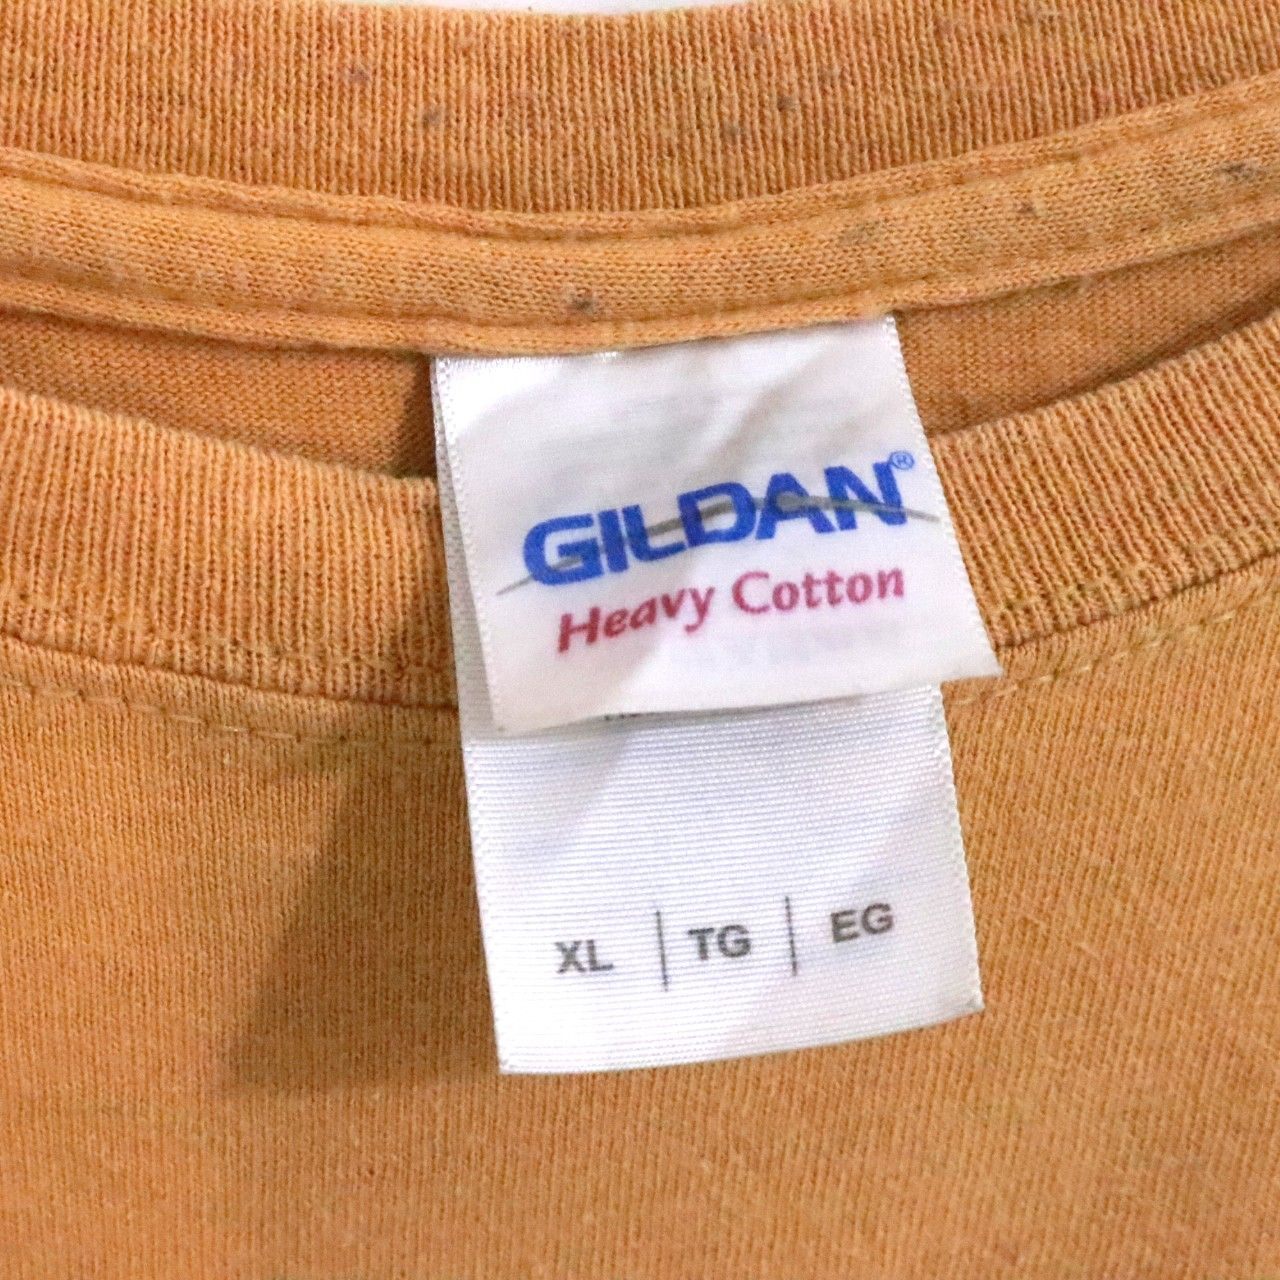 GILDAN®
Heavy Cotton
XL | TG | EG